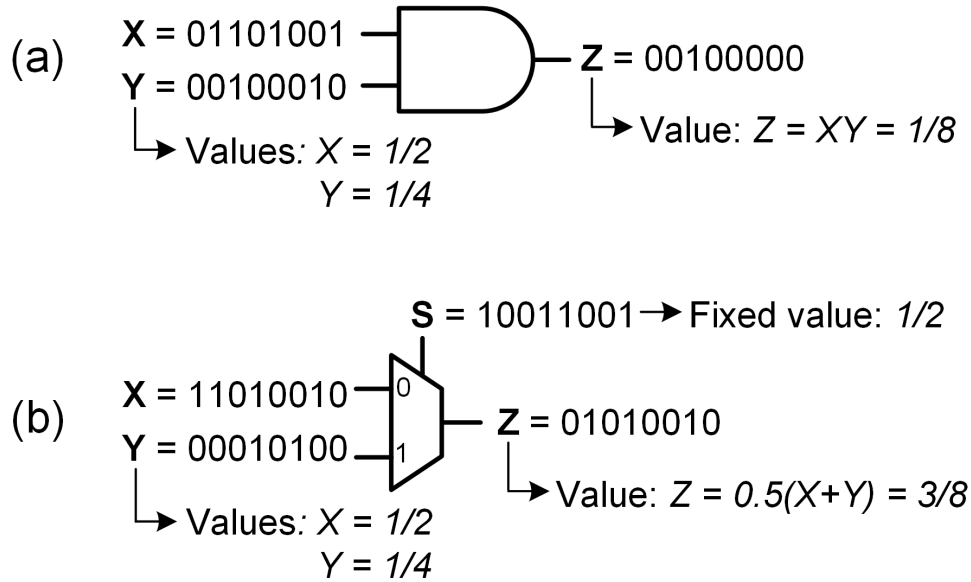 (a)
X = 01101001
Y = 00100010
Z = 00100000
Value: Z = XY = 1/8
Values: X = 1/2
Y = 1/4
(b)
S = 10011001
Fixed value: 1/2
X = 11010010
0
Y = 00010100
1
Z = 01010010
Value: Z = 0.5(X+Y) = 3/8
Values: X = 1/2
Y = 1/4